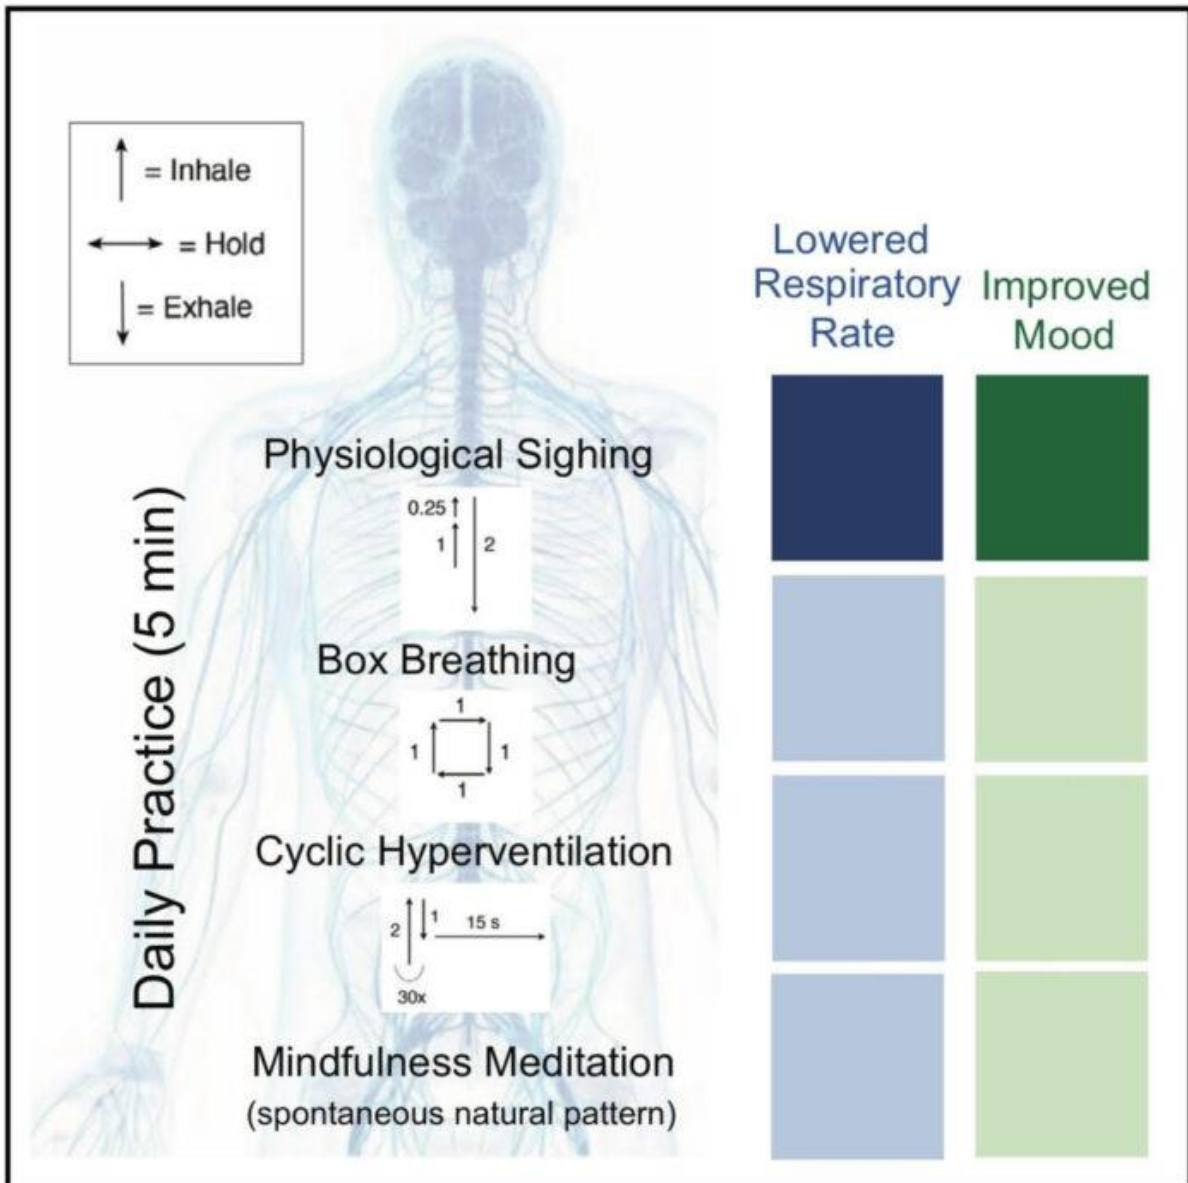 = Inhale
= Hold
= Exhale
Lowered
Respiratory
Rate
Improved
Mood
Daily Practice (5 min)
Physiological Sighing
0.25
1
2
Box Breathing
1
1
1
1
Cyclic Hyperventilation
2
1
15 s
30x
Mindfulness Meditation
(spontaneous natural pattern)